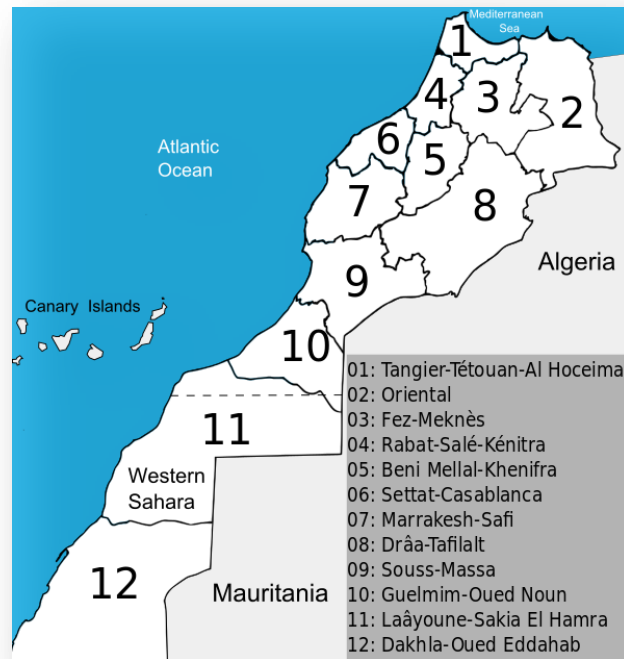 Mediterranean
Sea
1
2
3
4
5
6
7
8
9
10
11
12
Atlantic
Ocean
Algeria
Canary Islands
Western
Sahara
Mauritania
01: Tangier-Tétouan-Al Hoceima
02: Oriental
03: Fez-Meknès
04: Rabat-Salé-Kénitra
05: Beni Mellal-Khenifra
06: Settat-Casablanca
07: Marrakesh-Safi
08: Drâa-Tafilalt
09: Souss-Massa
10: Guelmim-Oued Noun
11: Laâyoune-Sakia El Hamra
12: Dakhla-Oued Eddahab